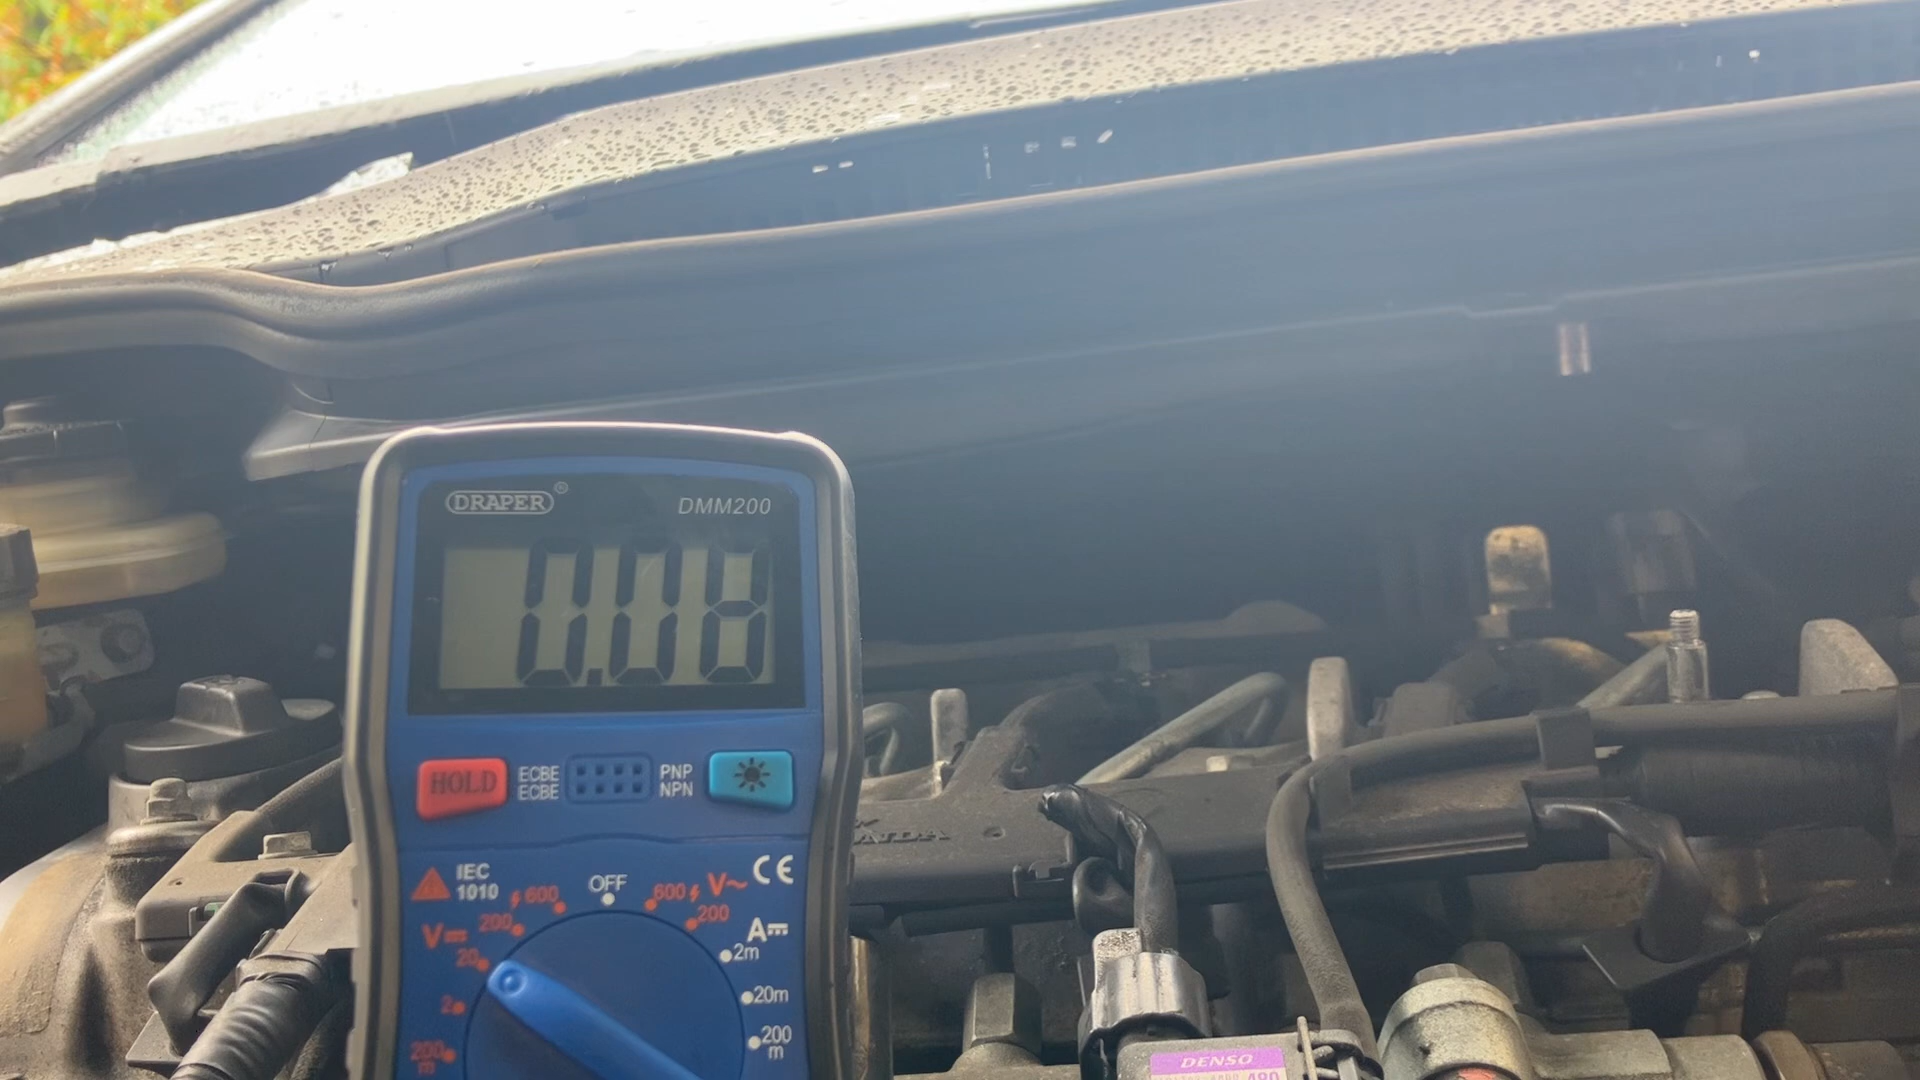 DRAPER®
DMM200
0.08
HOLD
ECBE
ECBE
PNP
NPN
IEC
1010
OFF
CE
600
600
V~
200
200
V
A
20
2m
2
20m
200
m
200
m
DENSO